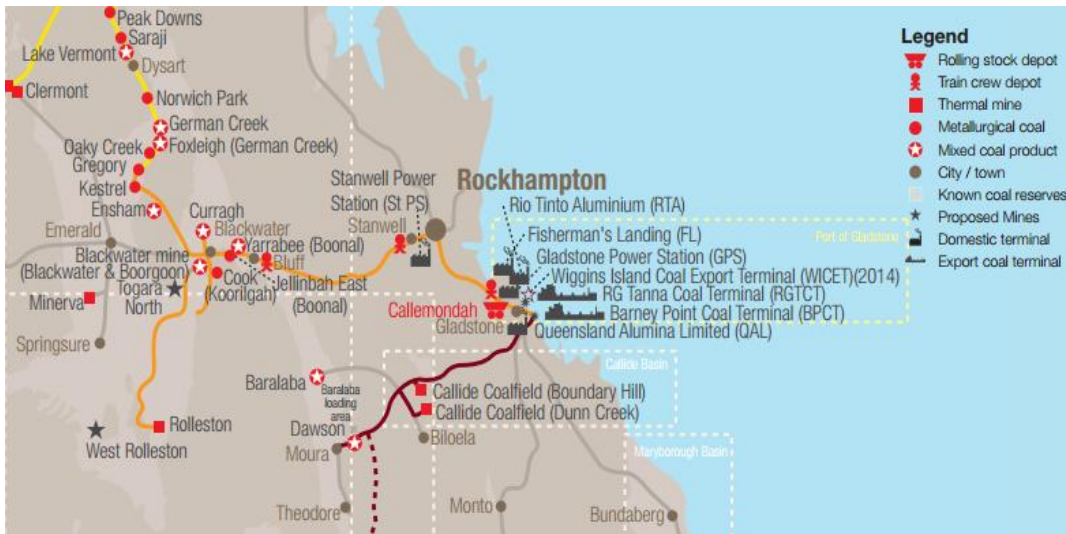 Peak Downs
Saraji
Lake Vermont
Dysart
Clermont
Norwich Park
German Creek
Foxleigh (German Creek)
Oaky Creek
Gregory
Kestrel
Ensham
Curragh
Emerald
Blackwater
Yarrabee (Boonal)
Blackwater mine
(Blackwater & Boorgoon)
Bluff
Cook
(Koorilgah)
Jellinbah East
(Boonal)
Togara
North
Minerva
Springsure
Rolleston
West Rolleston
Stanwell Power
Station (St PS)
Stanwell
Rockhampton
Rio Tinto Aluminium (RTA)
Fisherman's Landing (FL)
Port of Gladstone
Gladstone Power Station (GPS)
Wiggins Island Coal Export Terminal (WICET)(2014)
RG Tanna Coal Terminal (RGTCT)
Callemondah
Barney Point Coal Terminal (BPCT)
Gladstone
Queensland Alumina Limited (QAL)
Callide Basin
Baralaba
Baralaba
loading
area
Callide Coalfield (Boundary Hill)
Callide Coalfield (Dunn Creek)
Dawson
Biloela
Moura
Maryborough Basin
Theodore
Monto
Bundaberg
Legend
Rolling stock depot
Train crew depot
Thermal mine
Metallurgical coal
Mixed coal product
City / town
Known coal reserves
Proposed Mines
Domestic terminal
Export coal terminal